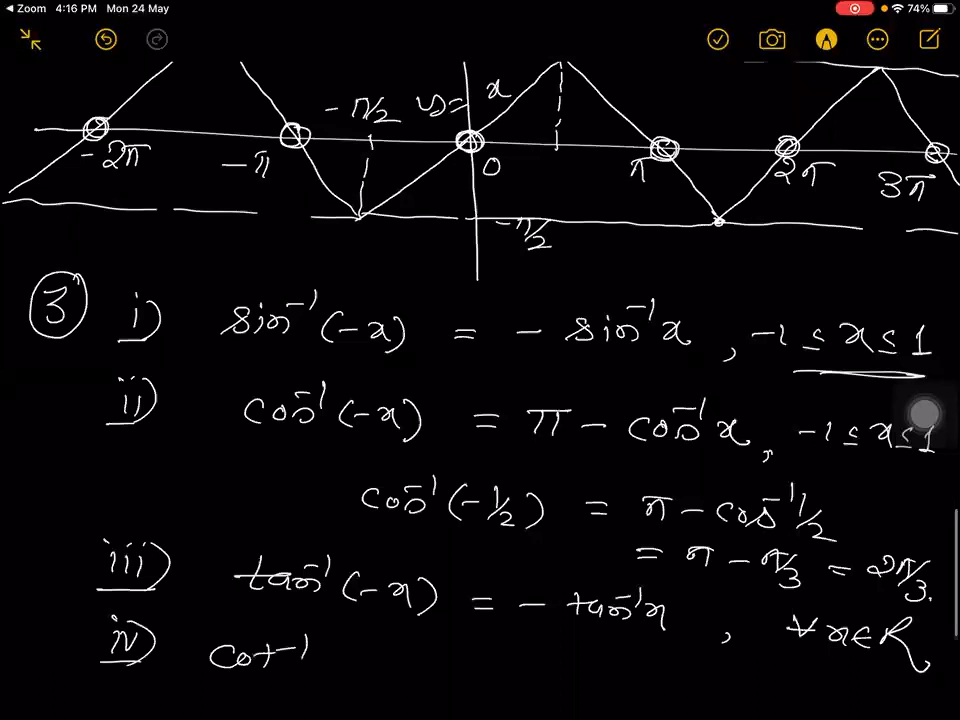 Zoom 4:16 PM Mon 24 May 74%
-π/2 y = x
-2π -π 0 π 2π 3π
-π/2
3 i) sin⁻¹(-x) = - sin⁻¹x , -1 ≤ x ≤ 1
ii) cos⁻¹(-x) = π - cos⁻¹x, -1 ≤ x ≤ 1
cos⁻¹(-1/2) = π - cos⁻¹1/2
= π - π/3 = 2π/3.
iii) tan⁻¹(-x) = - tan⁻¹x , ∀ x ∈ R
iv) cot⁻¹